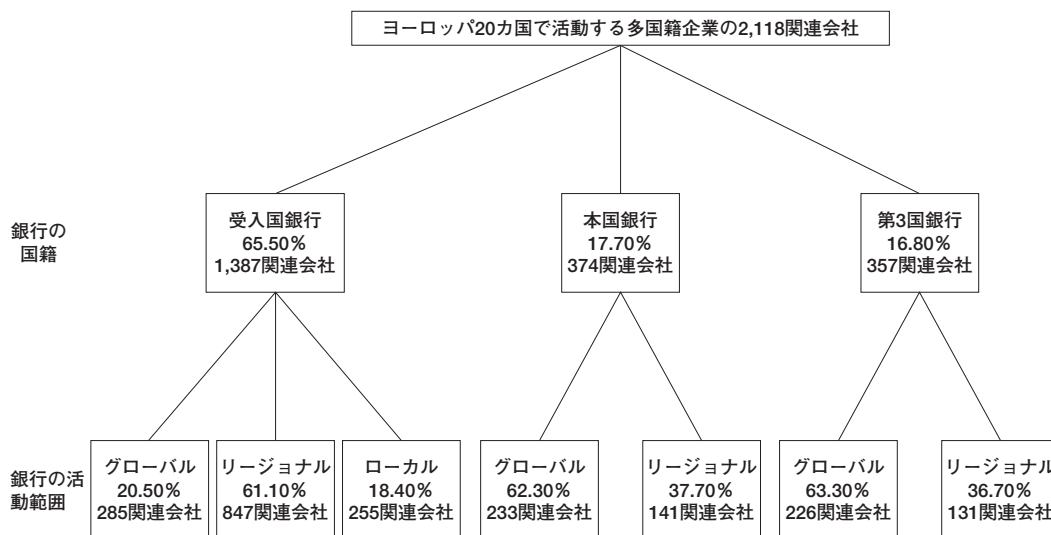 ヨーロッパ20カ国で活動する多国籍企業の2,118関連会社
銀行の
国籍
受入国銀行
65.50%
1,387関連会社
本国銀行
17.70%
374関連会社
第3国銀行
16.80%
357関連会社
銀行の活
動範囲
グローバル
20.50%
285関連会社
リージョナル
61.10%
847関連会社
ローカル
18.40%
255関連会社
グローバル
62.30%
233関連会社
リージョナル
37.70%
141関連会社
グローバル
63.30%
226関連会社
リージョナル
36.70%
131関連会社